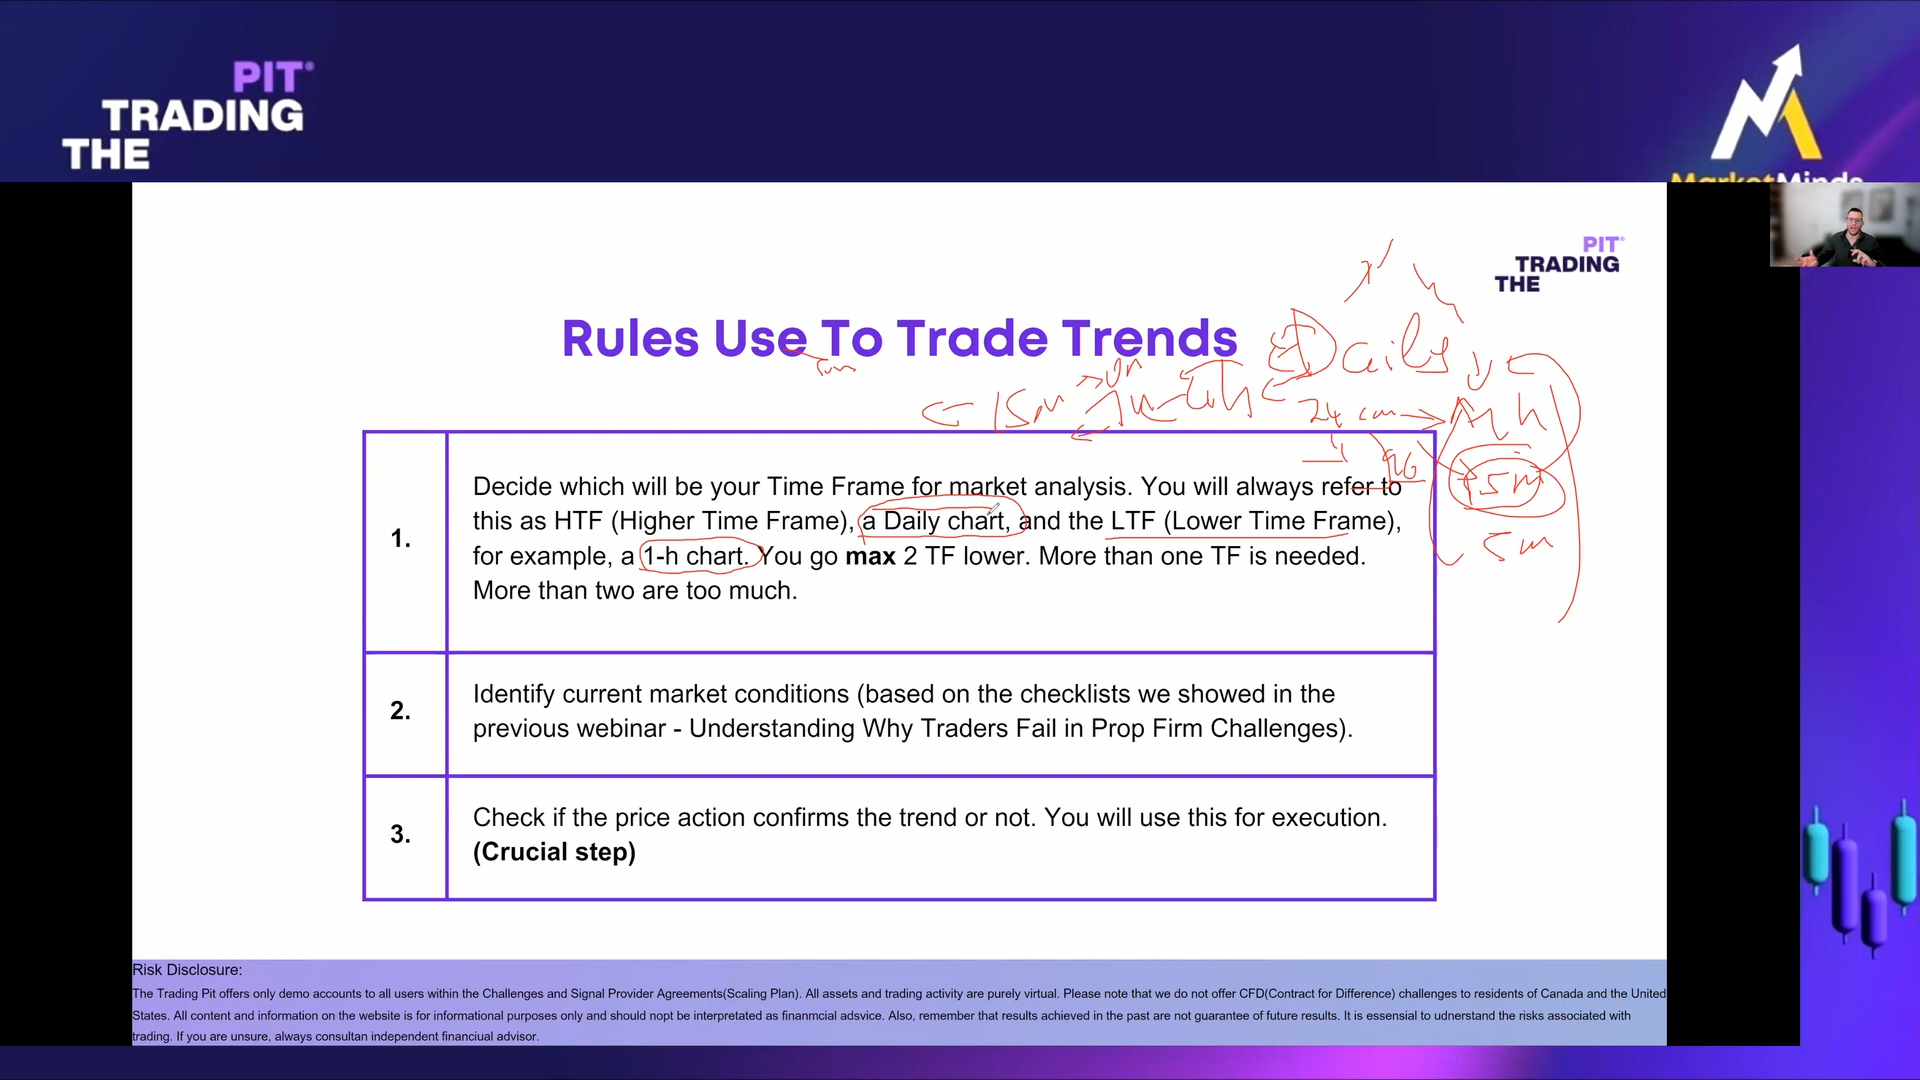 PIT®
TRADING
THE
MarketMinds
PIT®
TRADING
THE
Rules Use To Trade Trends
Daily
15m
4h
24
96
15m
5m
1.
Decide which will be your Time Frame for market analysis. You will always refer to
this as HTF (Higher Time Frame), a Daily chart, and the LTF (Lower Time Frame),
for example, a 1-h chart. You go max 2 TF lower. More than one TF is needed.
More than two are too much.
2.
Identify current market conditions (based on the checklists we showed in the
previous webinar - Understanding Why Traders Fail in Prop Firm Challenges).
3.
Check if the price action confirms the trend or not. You will use this for execution.
(Crucial step)
Risk Disclosure:
The Trading Pit offers only demo accounts to all users within the Challenges and Signal Provider Agreements(Scaling Plan). All assets and trading activity are purely virtual. Please note that we do not offer CFD(Contract for Difference) challenges to residents of Canada and the United
States. All content and information on the website is for informational purposes only and should nopt be interpretated as finanmcial adsvice. Also, remember that results achieved in the past are not guarantee of future results. It is essensial to udnerstand the risks associated with
trading. If you are unsure, always consultan independent financiual advisor.